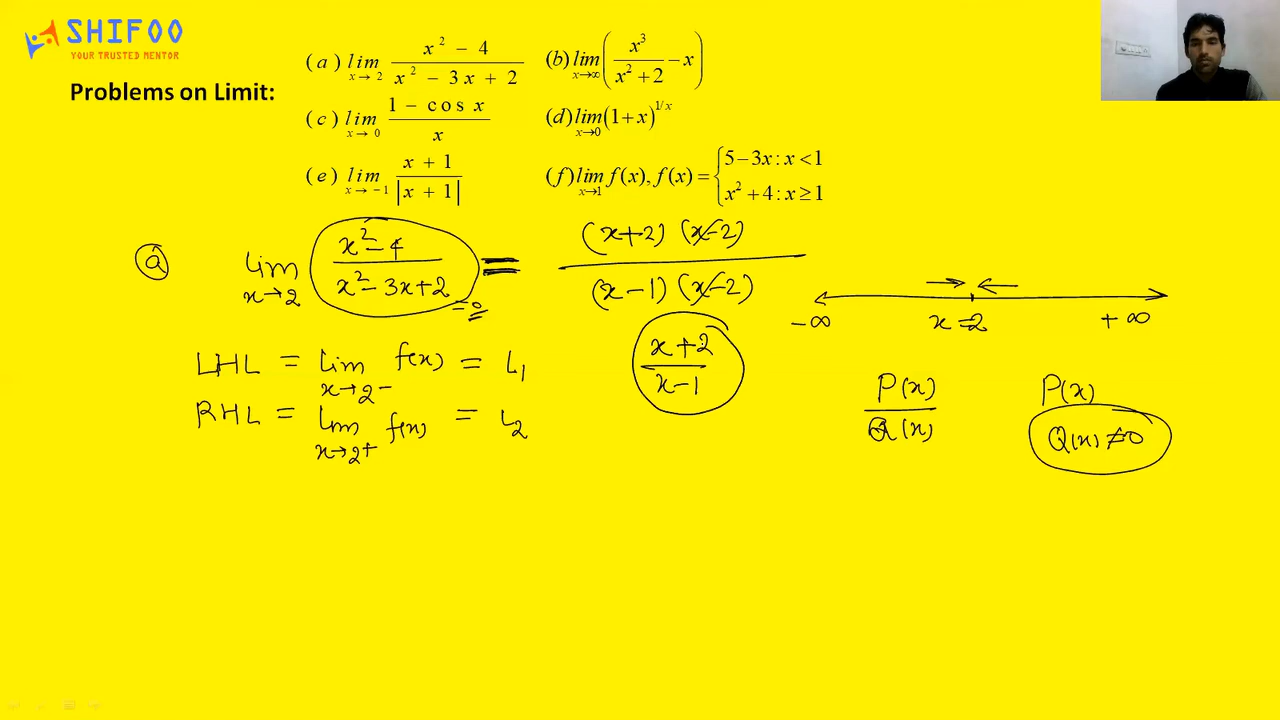 SHIFOO
YOUR TRUSTED MENTOR
Problems on Limit:
(a) lim x→2 (x² − 4)/(x² − 3x + 2)
(b) lim x→∞ (x³/(x² + 2) − x)
(c) lim x→0 (1 − cos x)/x
(d) lim x→0 (1 + x)^1/x
(e) lim x→ −1 (x + 1)/|x + 1|
(f) lim x→1 f(x), f(x) = { 5 − 3x : x < 1
x² + 4 : x ≥ 1
(a) Lim x→2 (x² − 4)/(x² − 3x + 2) = (x+2)(x−2)/(x−1)(x−2)
= 0
−∞ x = 2 +∞
(x+2)/(x−1)
LHL = Lim x→2− f(x) = L1
RHL = Lim x→2+ f(x) = L2
P(x)/Q(x)
P(x)
Q(x) ≠ 0